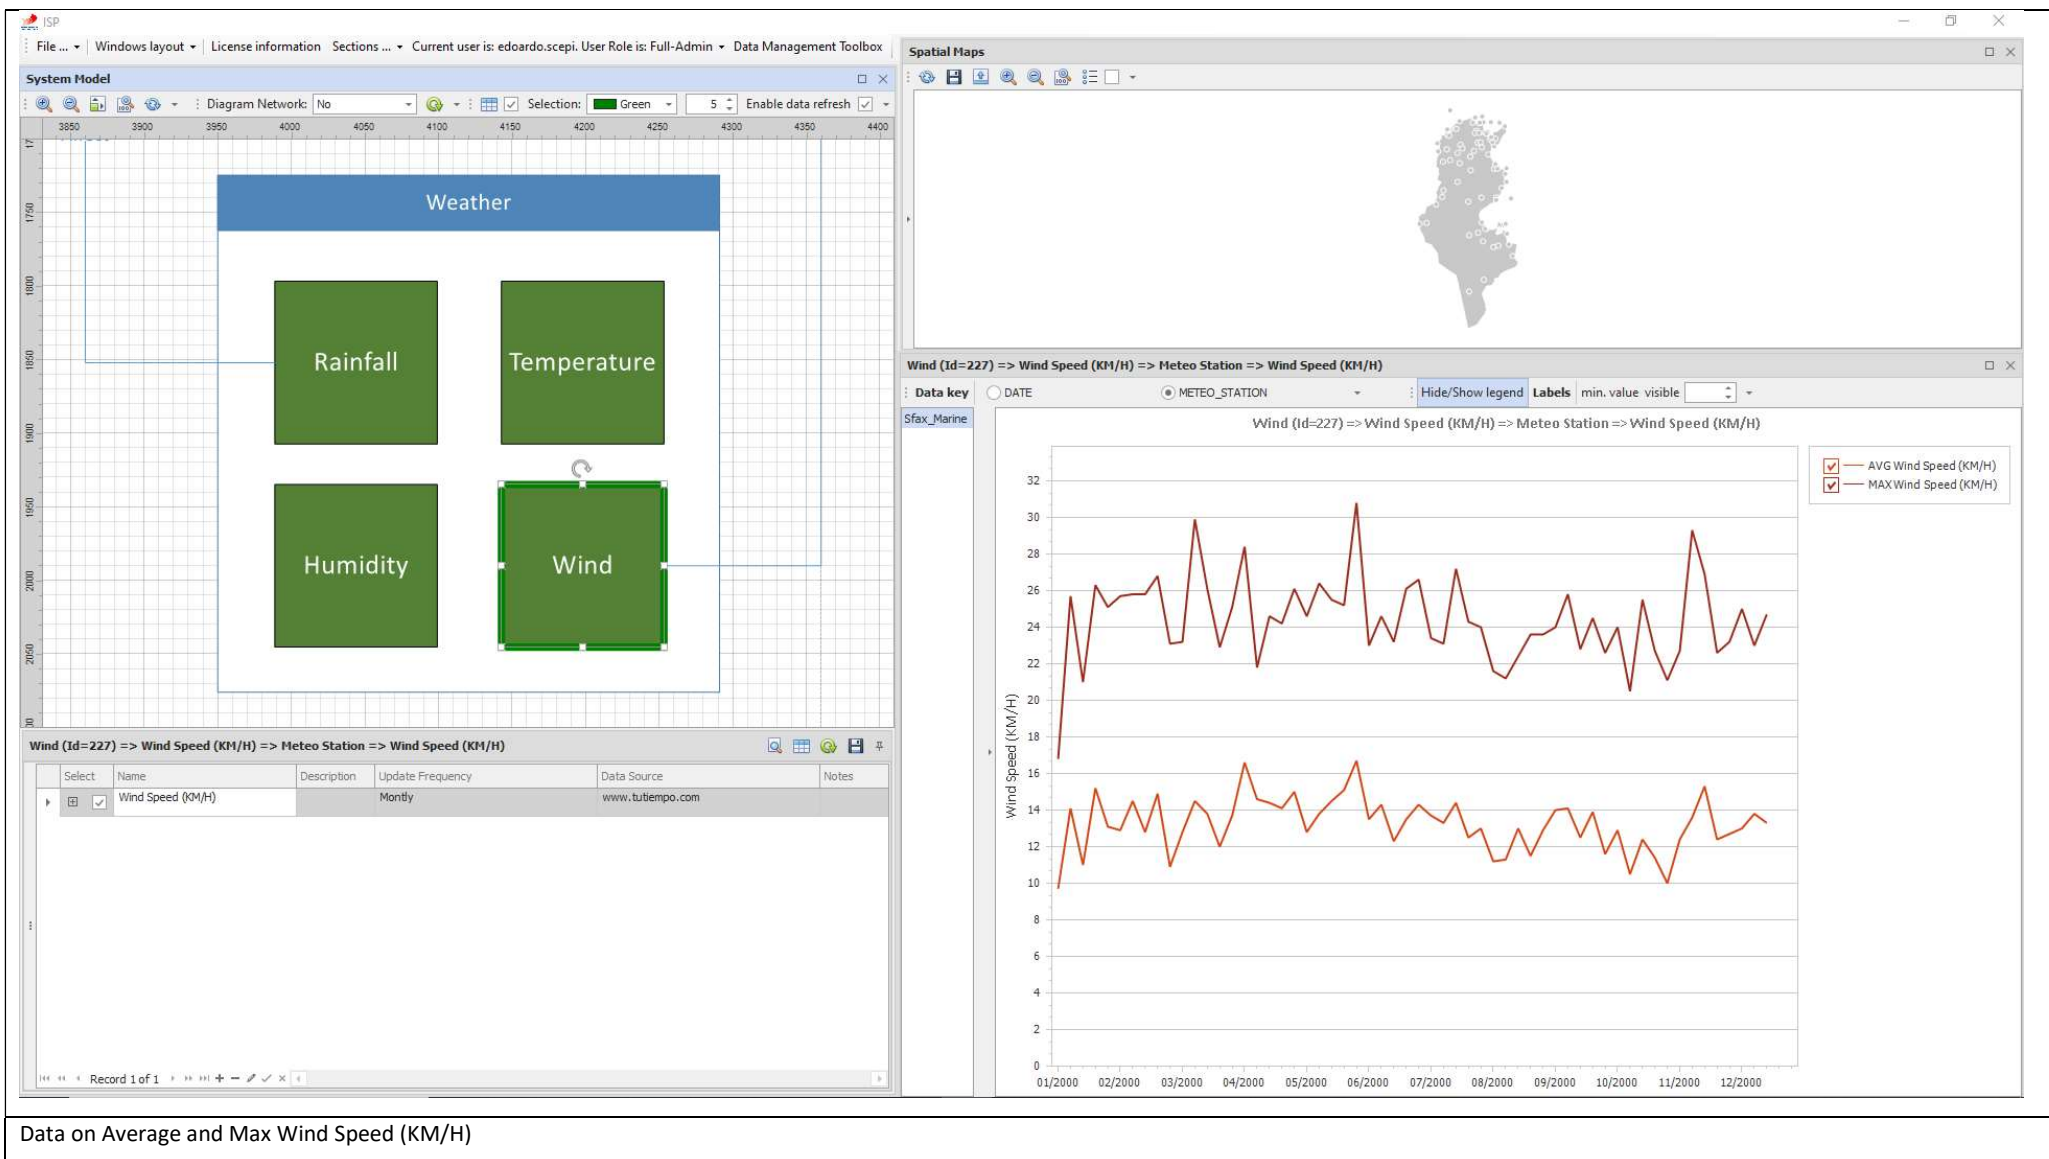 ISP
File ... Windows layout License information Sections ... Current user is: edoardo.scepi. User Role is: Full-Admin Data Management Toolbox
System Model
Diagram Network: No Selection: Green 5 Enable data refresh
3850 3900 3950 4000 4050 4100 4150 4200 4250 4300 4350 4400
17
1750
1800
1850
1900
1950
2000
2050
Weather
Rainfall
Temperature
Humidity
Wind
Wind (Id=227) => Wind Speed (KM/H) => Meteo Station => Wind Speed (KM/H)
Select Name Description Update Frequency Data Source Notes
Wind Speed (KM/H) Montly www.tutiempo.com
Record 1 of 1
Spatial Maps
Wind (Id=227) => Wind Speed (KM/H) => Meteo Station => Wind Speed (KM/H)
Data key DATE METEO_STATION Hide/Show legend Labels min. value visible
Sfax_Marine
Wind (Id=227) => Wind Speed (KM/H) => Meteo Station => Wind Speed (KM/H)
AVG Wind Speed (KM/H)
MAX Wind Speed (KM/H)
Wind Speed (KM/H)
32
30
28
26
24
22
20
18
16
14
12
10
8
6
4
2
0
01/2000 02/2000 03/2000 04/2000 05/2000 06/2000 07/2000 08/2000 09/2000 10/2000 11/2000 12/2000
Data on Average and Max Wind Speed (KM/H)